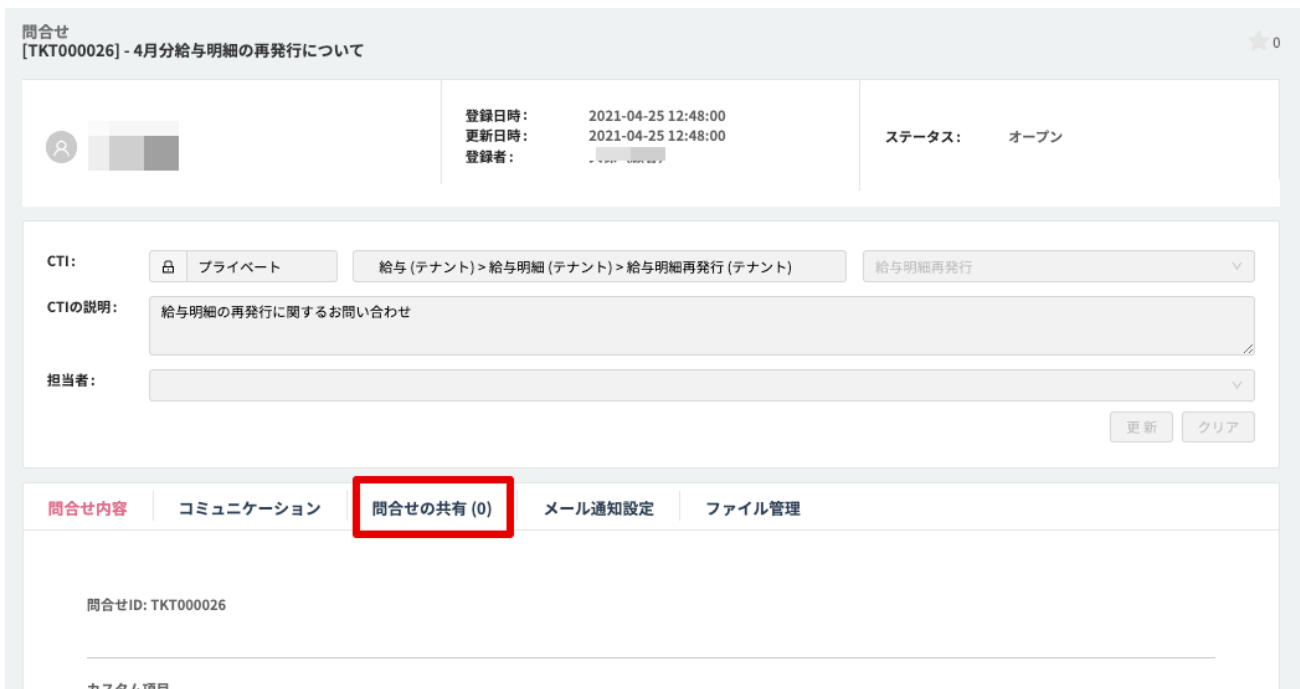 問合せ
[TKT000026] - 4月分給与明細の再発行について
0
登録日時: 2021-04-25 12:48:00
更新日時: 2021-04-25 12:48:00
登録者:
ステータス: オープン
CTI: プライベート 給与 (テナント) > 給与明細 (テナント) > 給与明細再発行 (テナント) 給与明細再発行
CTIの説明: 給与明細の再発行に関するお問い合わせ
担当者:
更新 クリア
問合せ内容 コミュニケーション 問合せの共有 (0) メール通知設定 ファイル管理
問合せID: TKT000026
カスタム項目